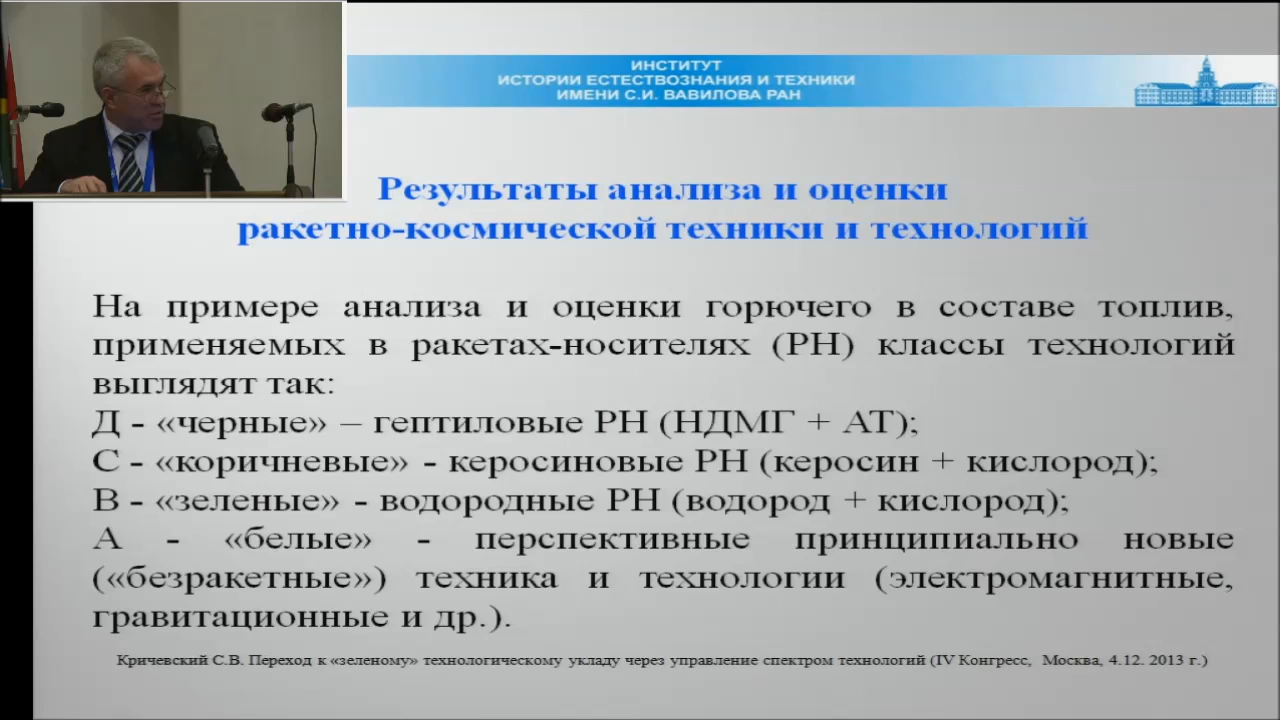 ИНСТИТУТ
ИСТОРИИ ЕСТЕСТВОЗНАНИЯ И ТЕХНИКИ
ИМЕНИ С.И. ВАВИЛОВА РАН
Результаты анализа и оценки
ракетно-космической техники и технологий
На примере анализа и оценки горючего в составе топлив,
применяемых в ракетах-носителях (РН) классы технологий
выглядят так:
Д - «черные» – гептиловые РН (НДМГ + АТ);
С - «коричневые» - керосиновые РН (керосин + кислород);
В - «зеленые» - водородные РН (водород + кислород);
А - «белые» - перспективные принципиально новые
(«безракетные») техника и технологии (электромагнитные,
гравитационные и др.).
Кричевский С.В. Переход к «зеленому» технологическому укладу через управление спектром технологий (IV Конгресс, Москва, 4.12. 2013 г.)